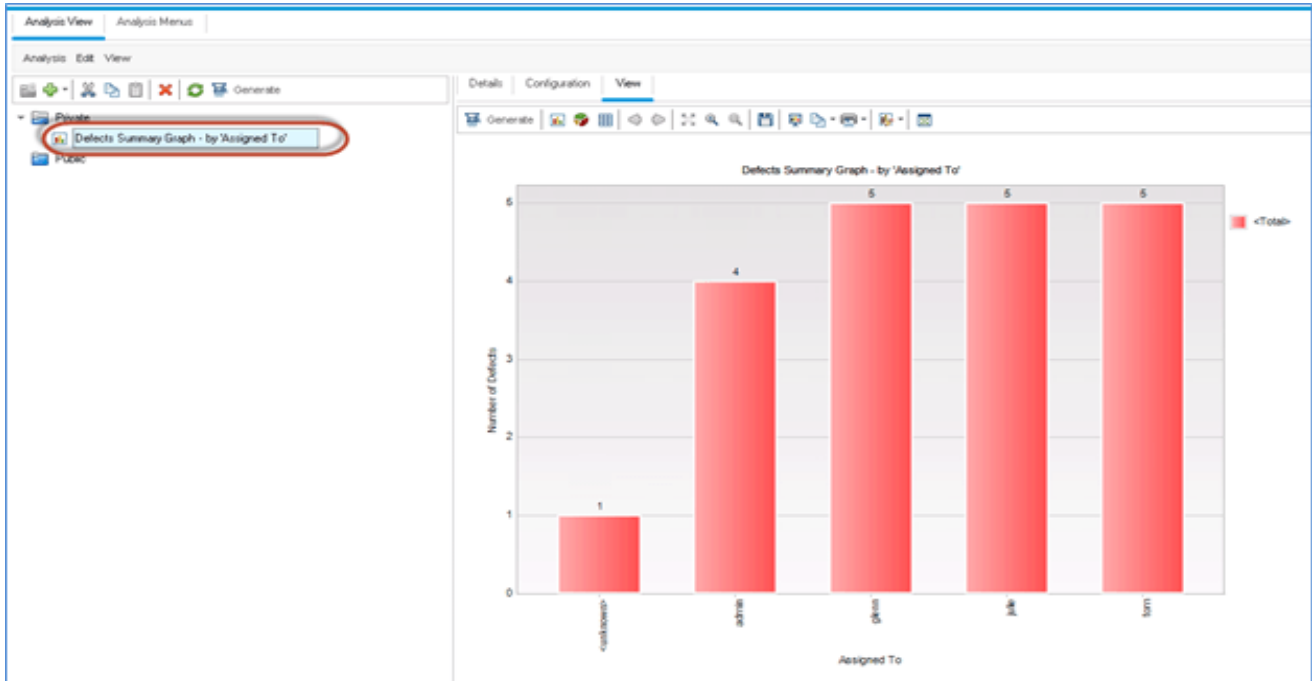 Analysis View Analysis Menus
Analysis Edit View
Generate
Private
Defects Summary Graph - by 'Assigned To'
Public
Details Configuration View
Generate
Defects Summary Graph - by 'Assigned To'
5 5 5 5
4 4
3
2
1 1
0
<unknown> admin glenn julie tom
Number of Defects
Assigned To
<Total>